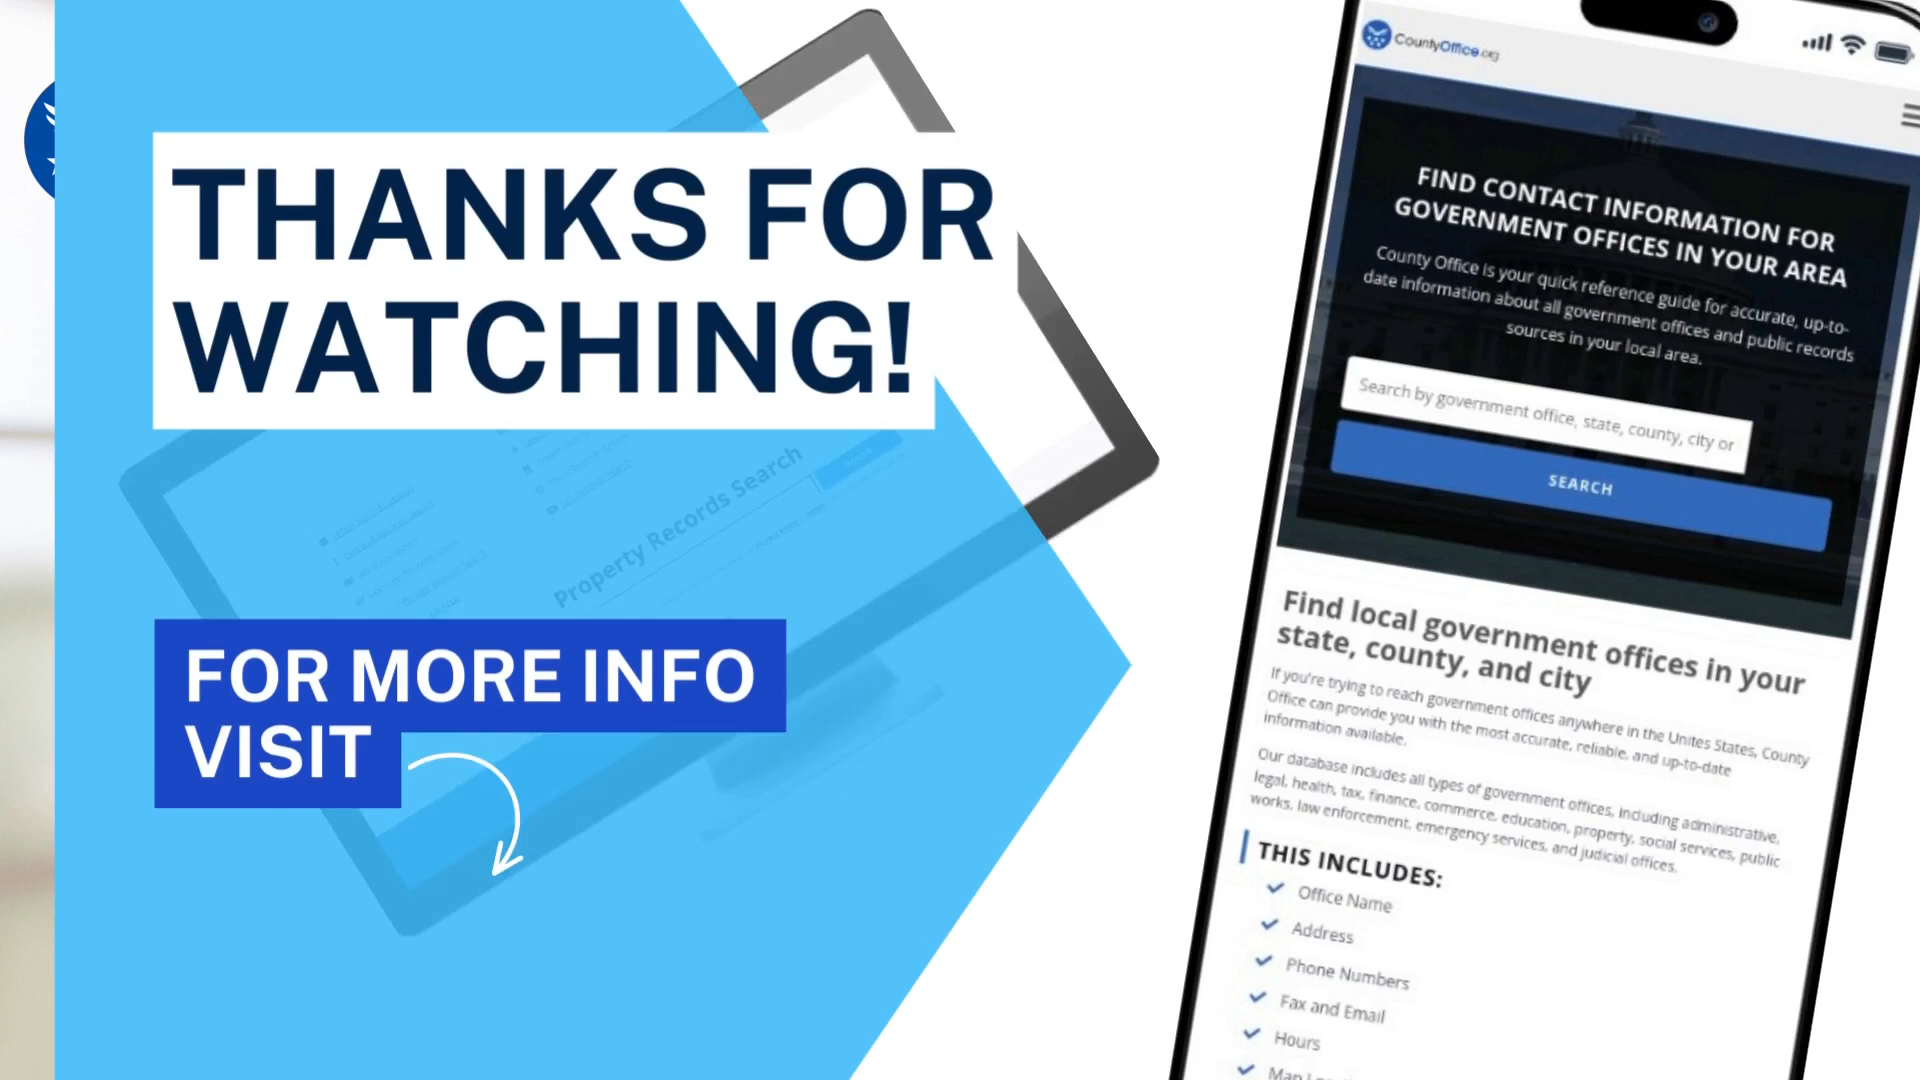 THANKS FOR
WATCHING!
Property Records Search
FOR MORE INFO
VISIT
CountyOffice.org
FIND CONTACT INFORMATION FOR
GOVERNMENT OFFICES IN YOUR AREA
County Office is your quick reference guide for accurate, up-to-
date information about all government offices and public records
sources in your local area.
Search by government office, state, county, city or
SEARCH
Find local government offices in your
state, county, and city
If you're trying to reach government offices anywhere in the Unites States, County
Office can provide you with the most accurate, reliable, and up-to-date
information available.
Our database includes all types of government offices, including administrative,
legal, health, tax, finance, commerce, education, property, social services, public
works, law enforcement, emergency services, and judicial offices.
THIS INCLUDES:
Office Name
Address
Phone Numbers
Fax and Email
Hours